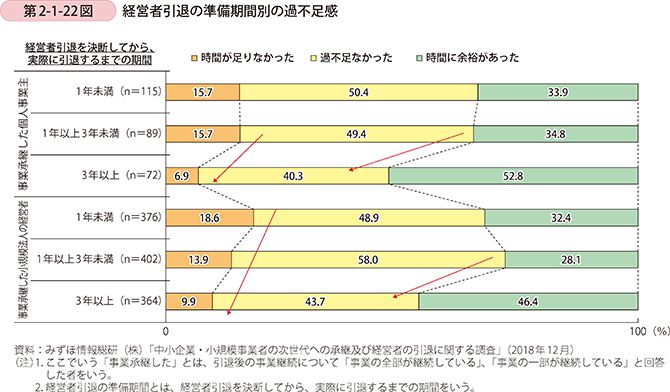 第2-1-22図 経営者引退の準備期間別の過不足感
経営者引退を決断してから、
実際に引退するまでの期間
時間が足りなかった 過不足なかった 時間に余裕があった
事業承継した個人事業主
1年未満（n＝115） 15.7 50.4 33.9
1年以上3年未満（n＝89） 15.7 49.4 34.8
3年以上（n＝72） 6.9 40.3 52.8
事業承継した小規模法人の経営者
1年未満（n＝376） 18.6 48.9 32.4
1年以上3年未満（n＝402） 13.9 58.0 28.1
3年以上（n＝364） 9.9 43.7 46.4
0 100（％）
資料：みずほ情報総研（株）「中小企業・小規模事業者の次世代への承継及び経営者の引退に関する調査」（2018年12月）
（注）1. ここでいう「事業承継した」とは、引退後の事業継続について「事業の全部が継続している」、「事業の一部が継続している」と回答
した者をいう。
2. 経営者引退の準備期間とは、経営者引退を決断してから、実際に引退するまでの期間をいう。